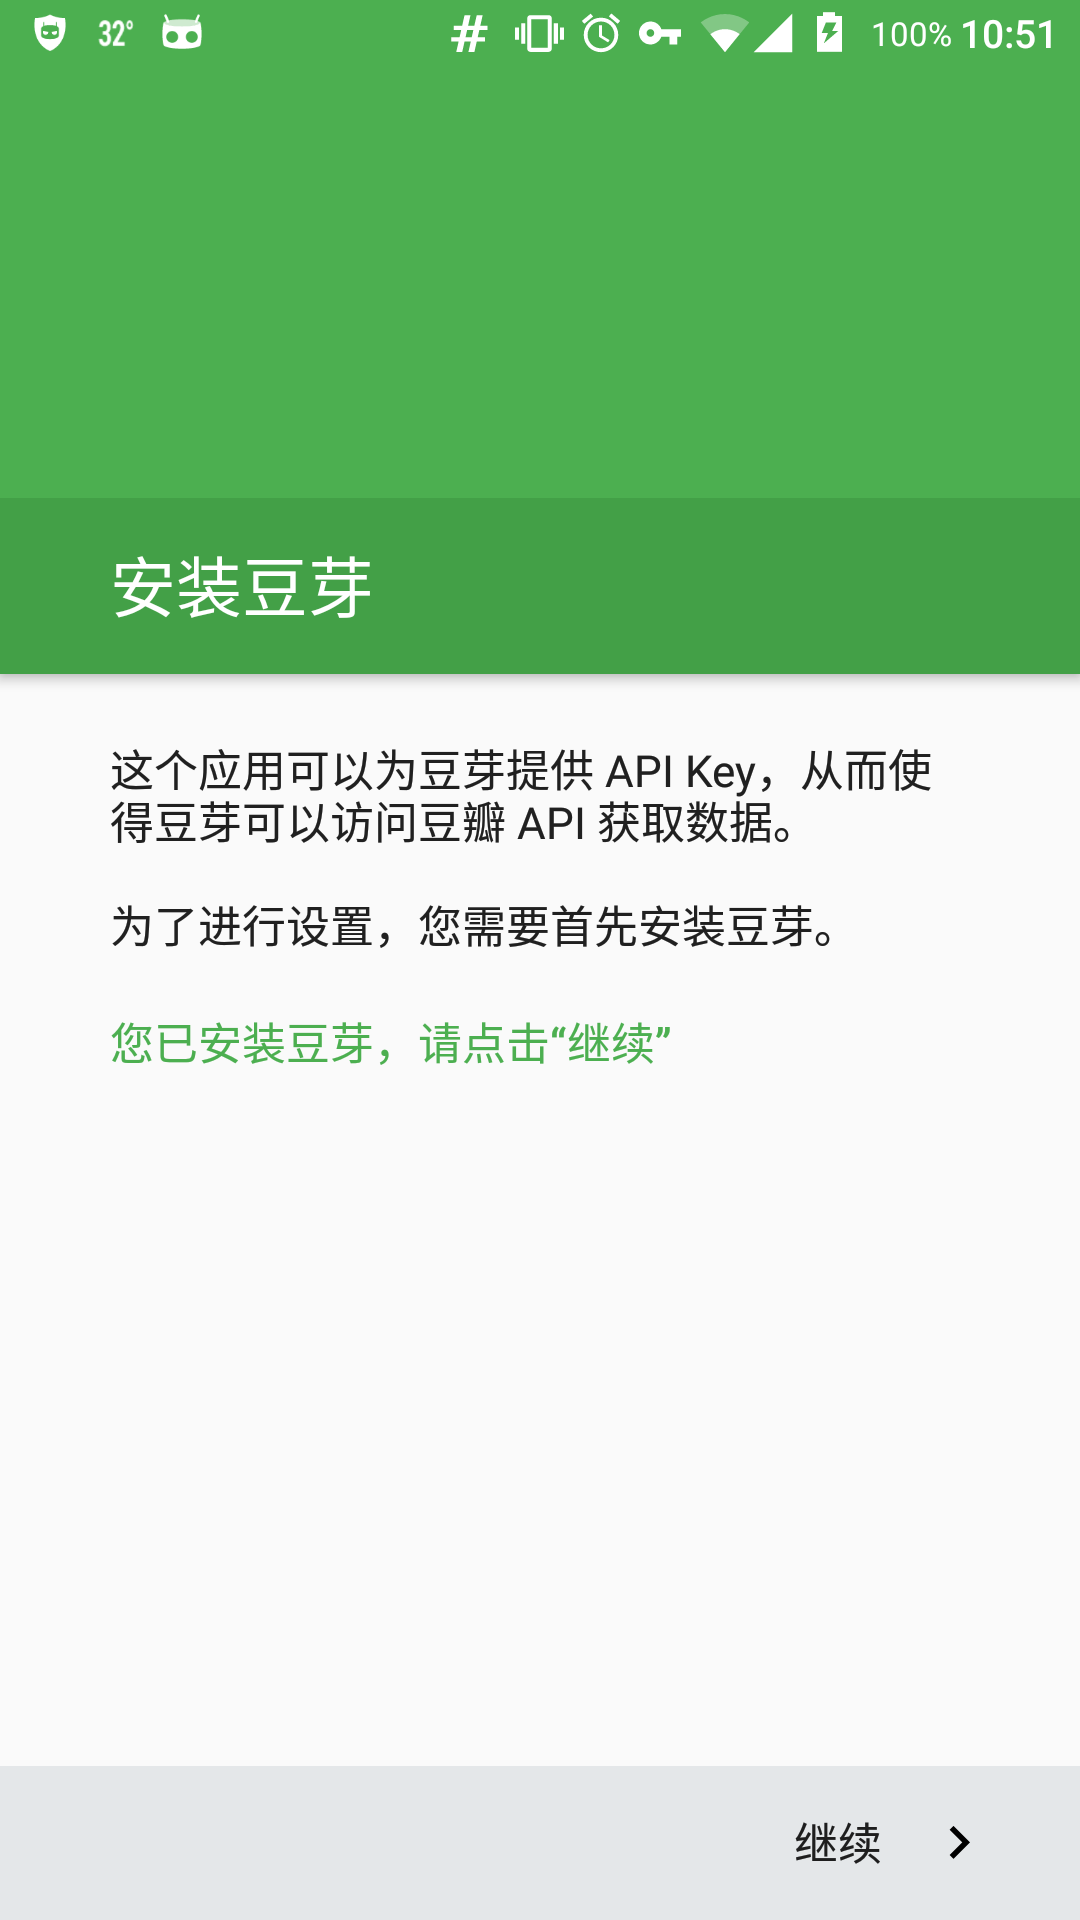 32° # 100% 10:51
安装豆芽
这个应用可以为豆芽提供 API Key，从而使
得豆芽可以访问豆瓣 API 获取数据。
为了进行设置，您需要首先安装豆芽。
您已安装豆芽，请点击“继续”
继续